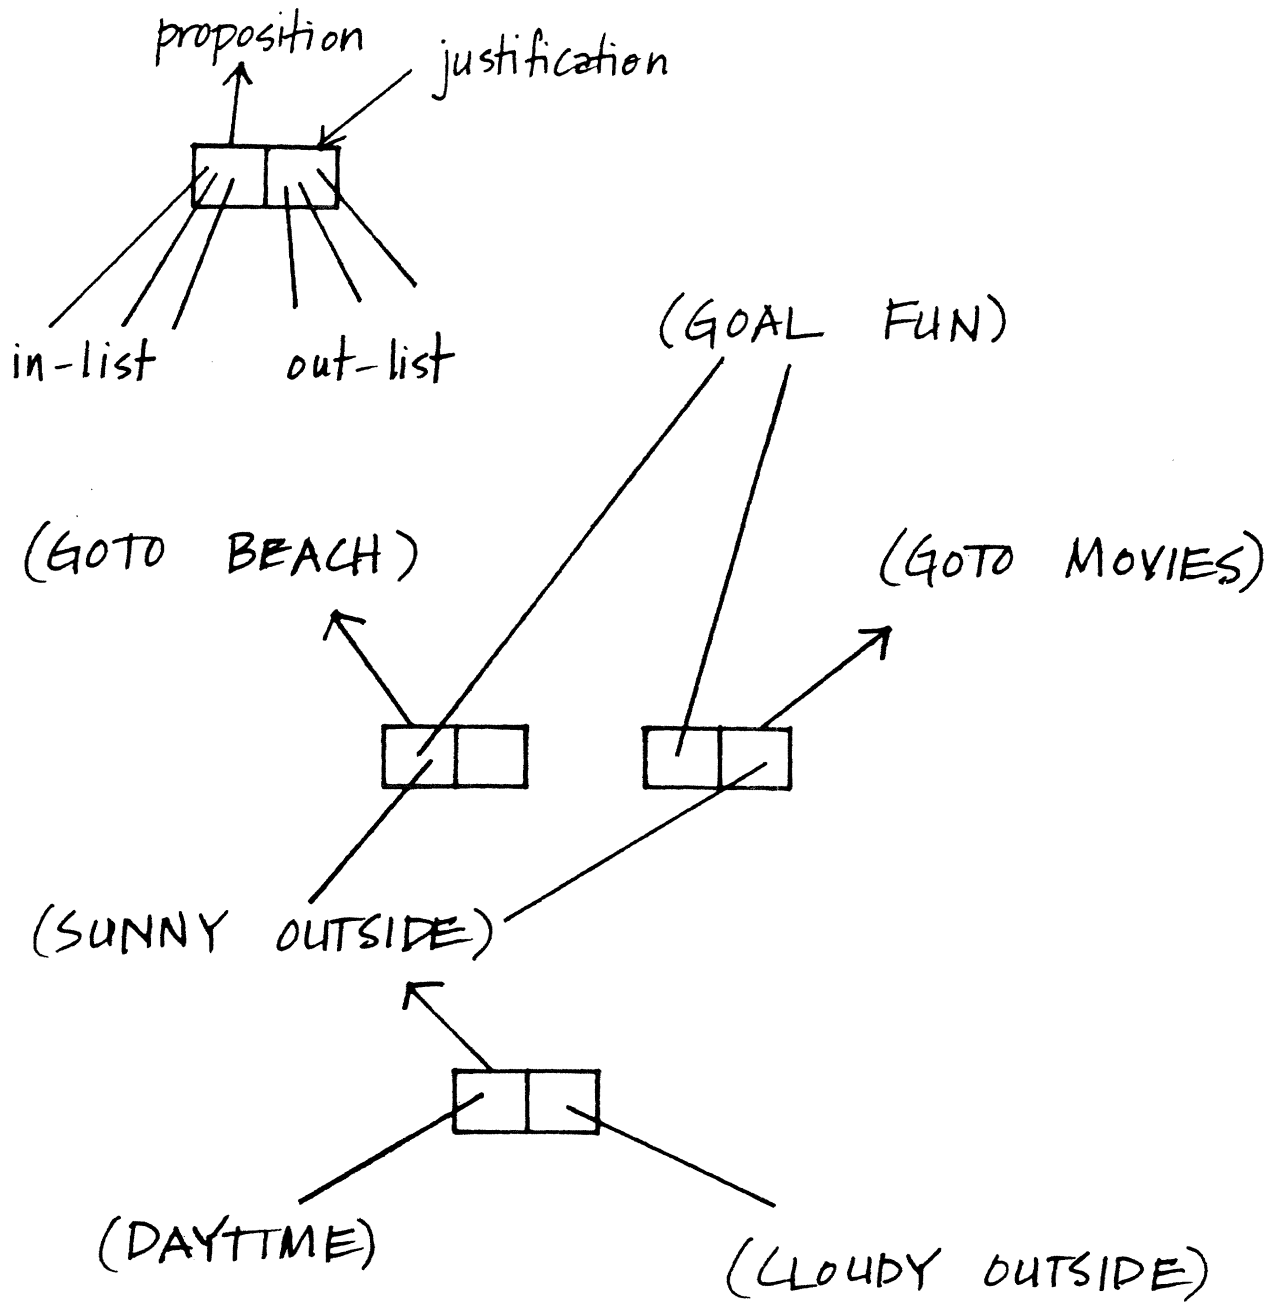 proposition
justification
in-list
out-list
(GOAL FUN)
(GOTO BEACH)
(GOTO MOVIES)
(SUNNY OUTSIDE)
(DAYTIME)
(CLOUDY OUTSIDE)